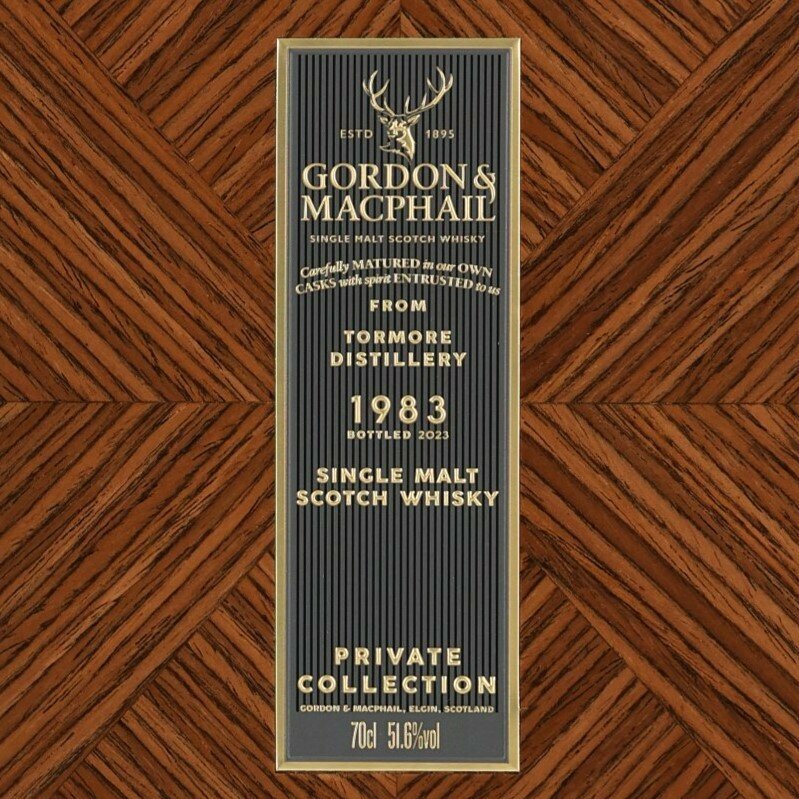 ESTD 1895
GORDON &
MACPHAIL
SINGLE MALT SCOTCH WHISKY
Carefully MATURED in our OWN
CASKS with spirit ENTRUSTED to us
FROM
TORMORE
DISTILLERY
1983
BOTTLED 2023
SINGLE MALT
SCOTCH WHISKY
PRIVATE
COLLECTION
GORDON & MACPHAIL, ELGIN, SCOTLAND
70cl 51.6%vol